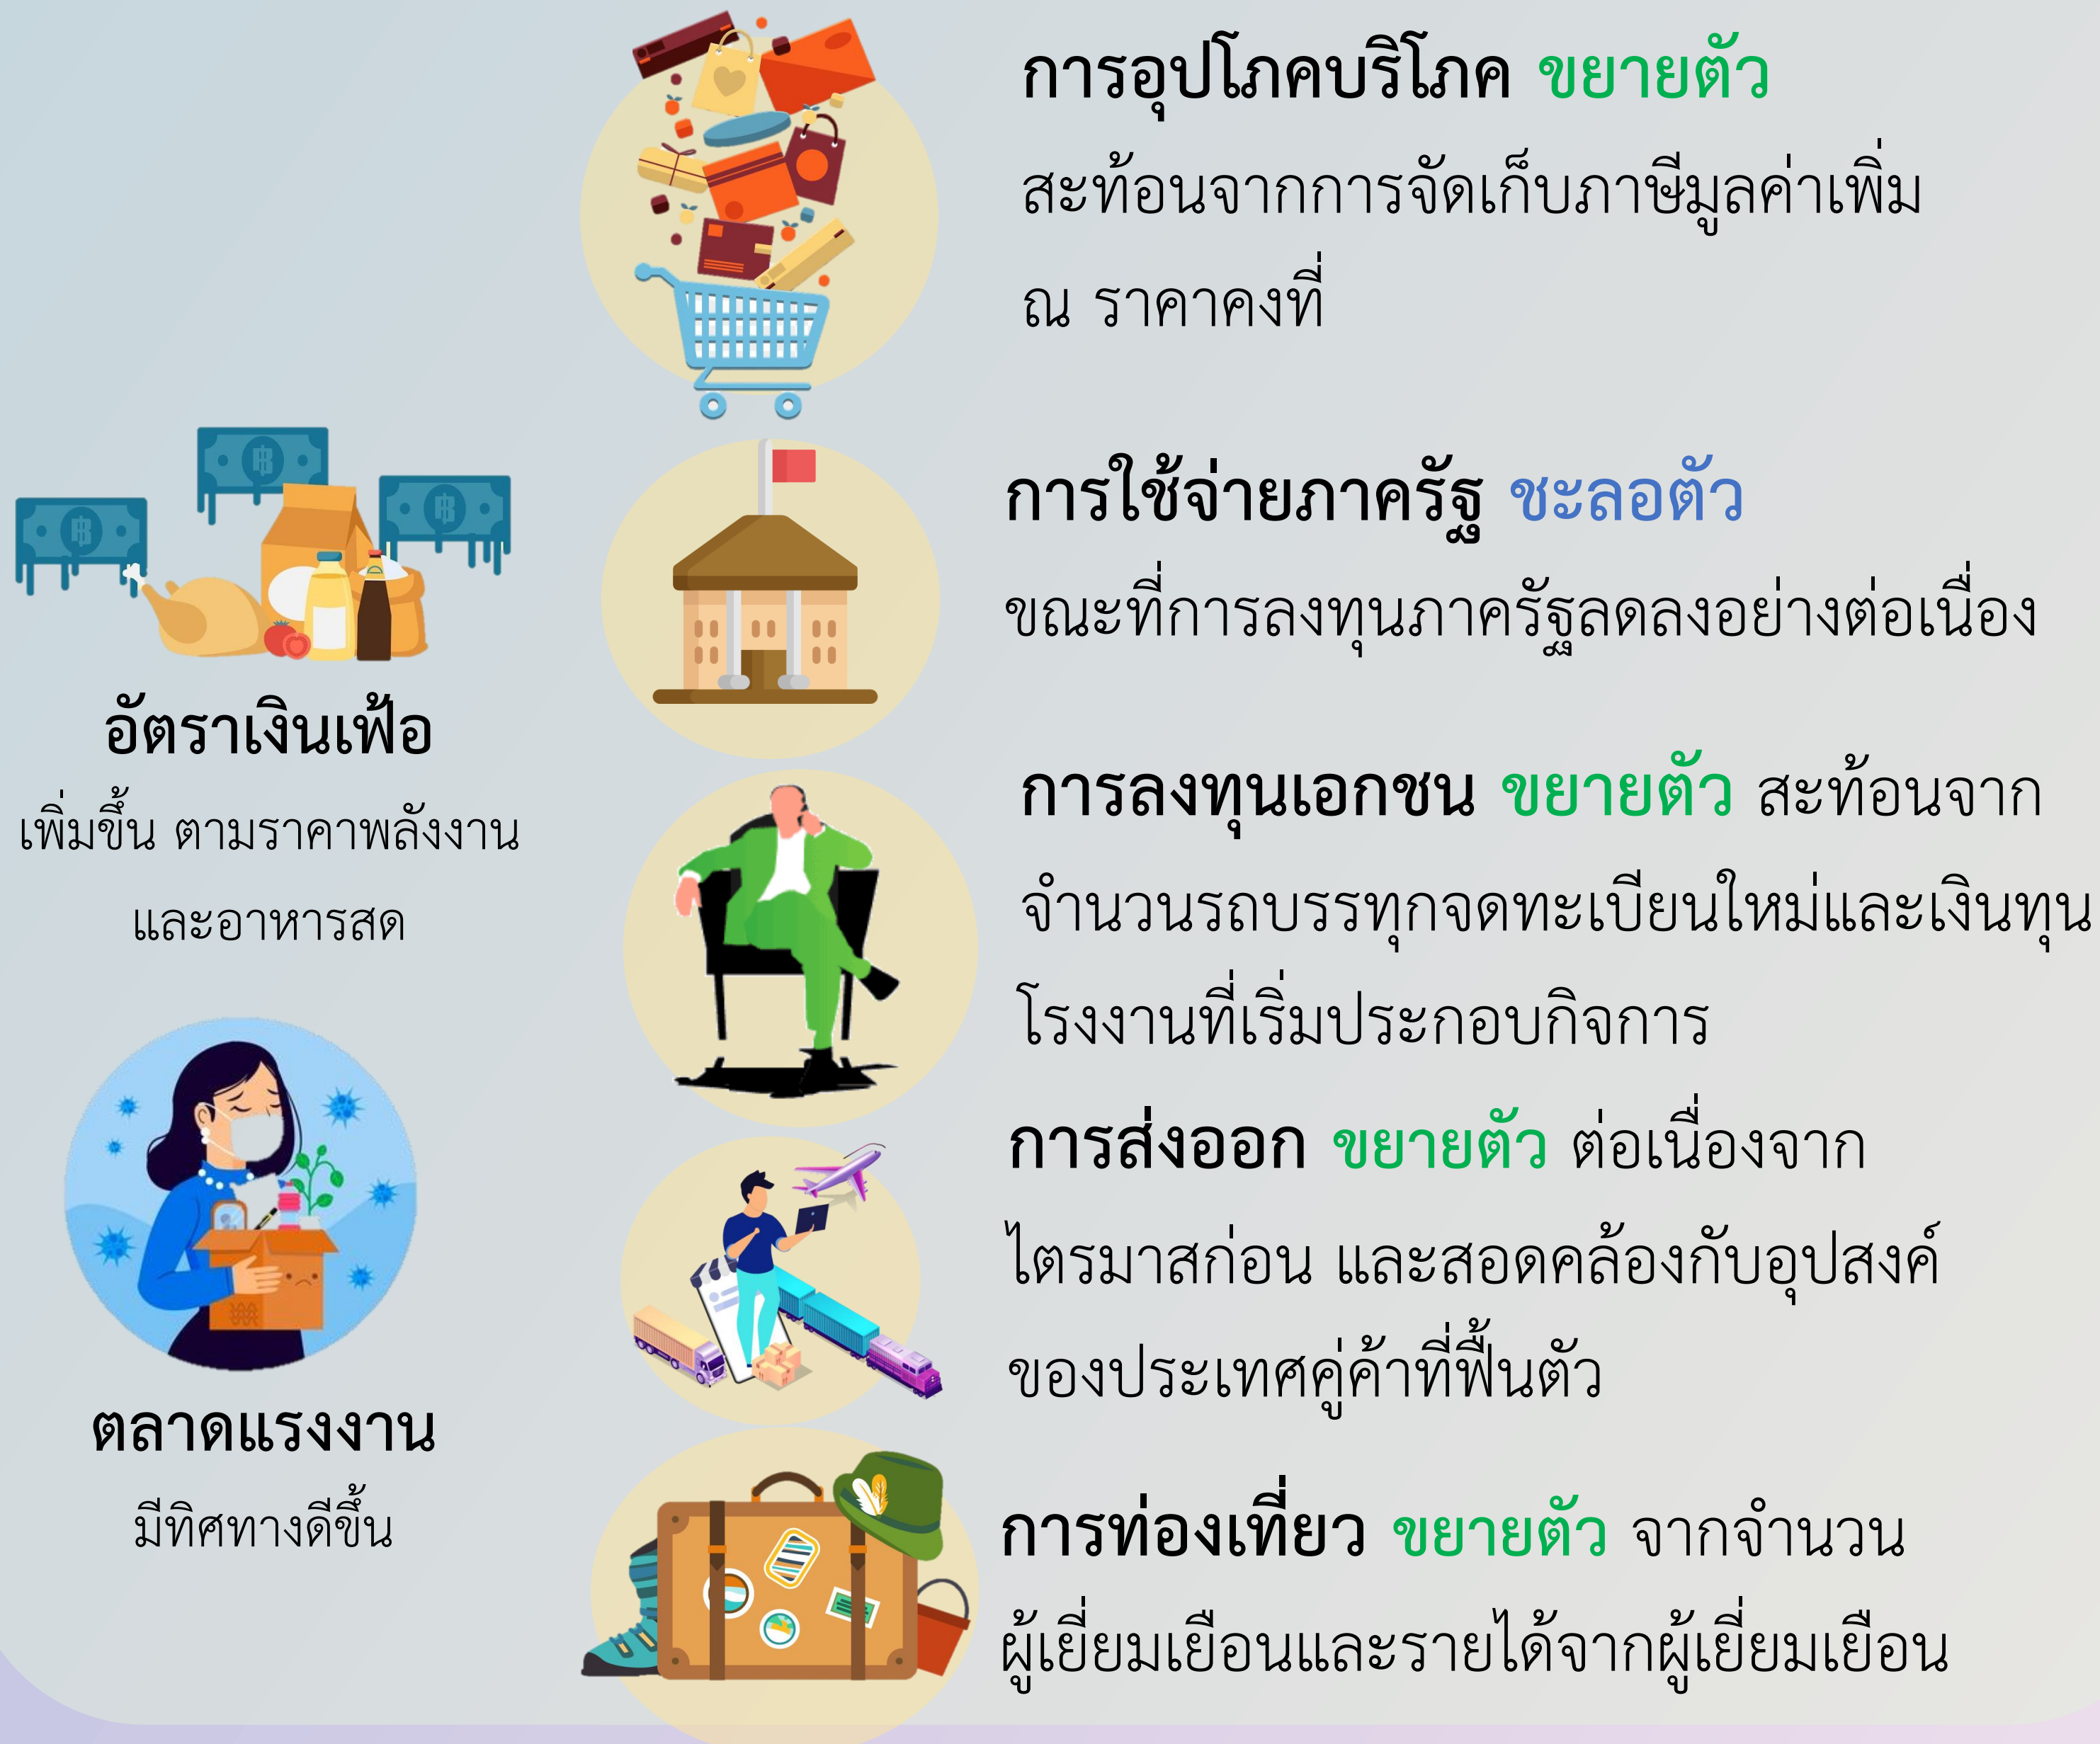 การอุปโภคบริโภค ขยายตัว
สะท้อนจากการจัดเก็บภาษีมูลค่าเพิ่ม
ณ ราคาคงที่
การใช้จ่ายภาครัฐ ชะลอตัว
ขณะที่การลงทุนภาครัฐลดลงอย่างต่อเนื่อง
การลงทุนเอกชน ขยายตัว สะท้อนจาก
จำนวนรถบรรทุกจดทะเบียนใหม่และเงินทุน
โรงงานที่เริ่มประกอบกิจการ
การส่งออก ขยายตัว ต่อเนื่องจาก
ไตรมาสก่อน และสอดคล้องกับอุปสงค์
ของประเทศคู่ค้าที่ฟื้นตัว
การท่องเที่ยว ขยายตัว จากจำนวน
ผู้เยี่ยมเยือนและรายได้จากผู้เยี่ยมเยือน
อัตราเงินเฟ้อ
เพิ่มขึ้น ตามราคาพลังงาน
และอาหารสด
ตลาดแรงงาน
มีทิศทางดีขึ้น